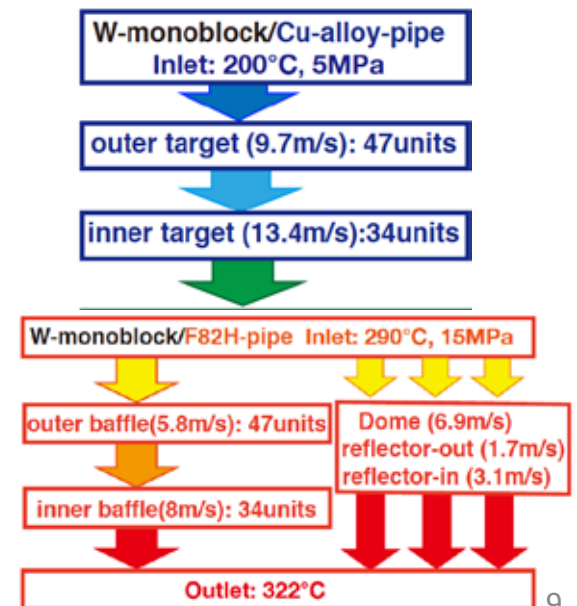 W-monoblock/Cu-alloy-pipe
Inlet: 200°C, 5MPa
outer target (9.7m/s): 47units
inner target (13.4m/s):34units
W-monoblock/F82H-pipe Inlet: 290°C, 15MPa
outer baffle(5.8m/s): 47units
inner baffle(8m/s): 34units
Dome (6.9m/s)
reflector-out (1.7m/s)
reflector-in (3.1m/s)
Outlet: 322°C
9